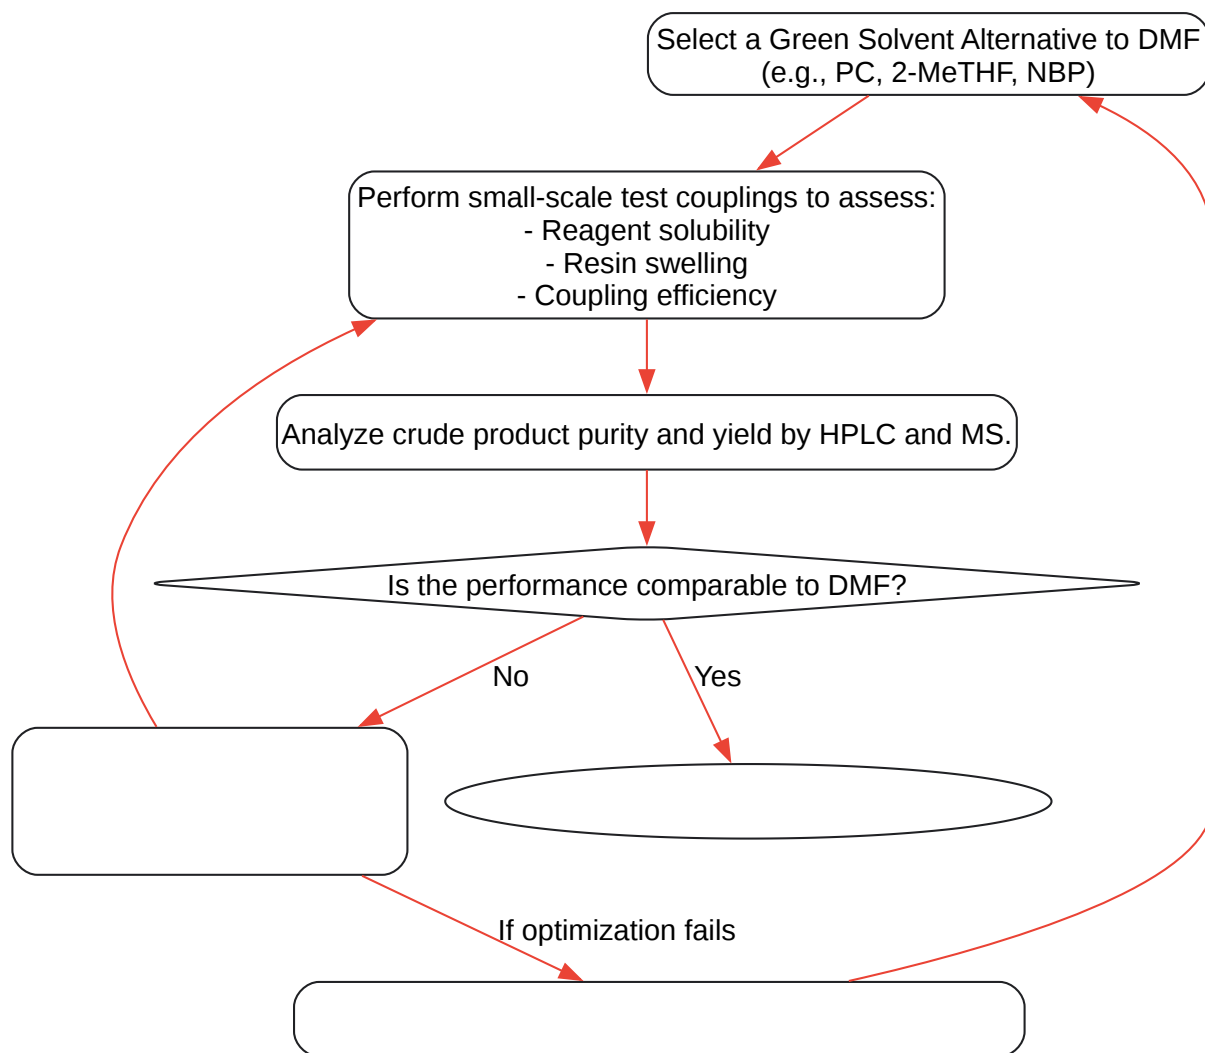 Select a Green Solvent Alternative to DMF
(e.g., PC, 2-MeTHF, NBP)
Perform small-scale test couplings to assess:
- Reagent solubility
- Resin swelling
- Coupling efficiency
Analyze crude product purity and yield by HPLC and MS.
Is the performance comparable to DMF?
No
Yes
If optimization fails